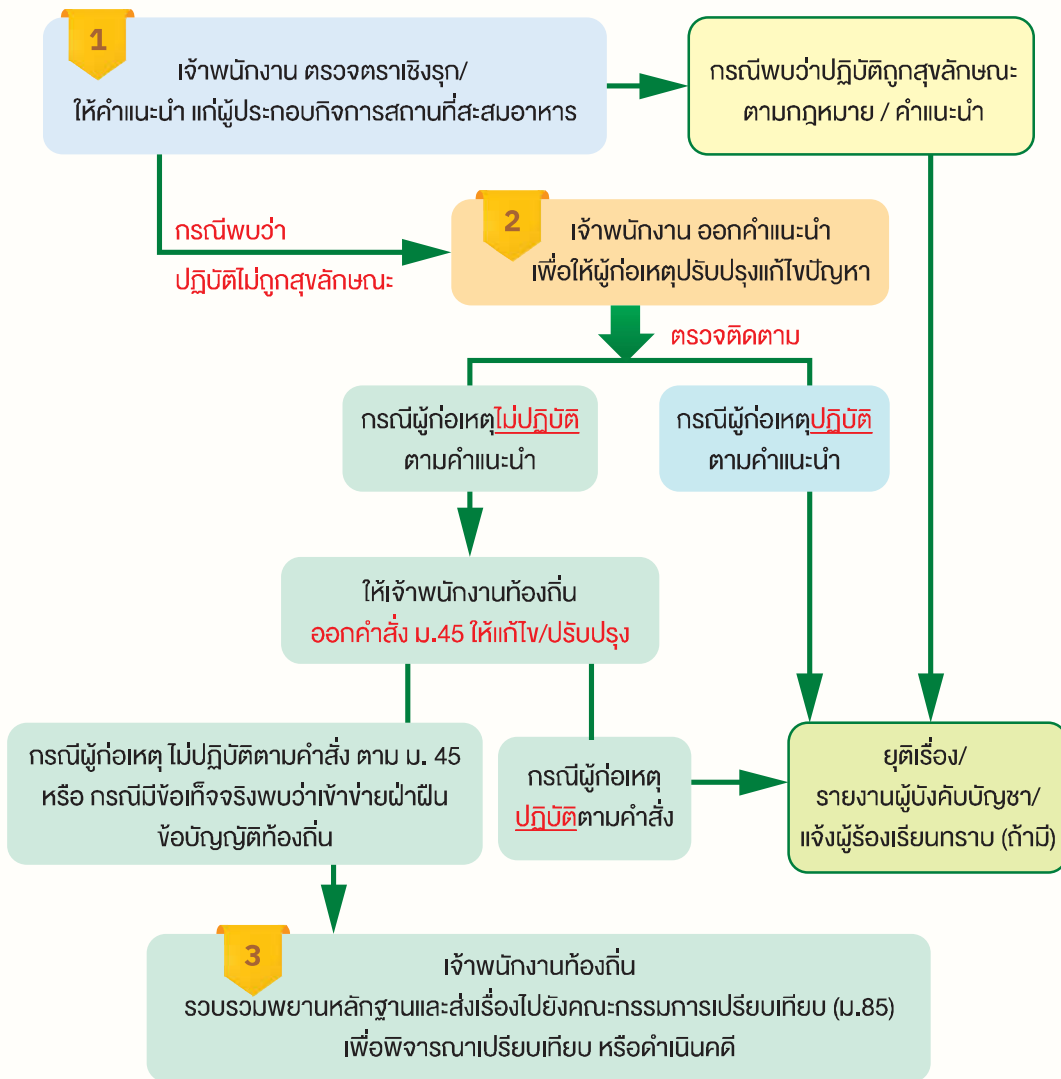 1
เจ้าพนักงาน ตรวจตราเชิงรุก/
ให้คำแนะนำ แก่ผู้ประกอบกิจการสถานที่สะสมอาหาร
กรณีพบว่าปฏิบัติถูกสุขลักษณะ
ตามกฎหมาย / คำแนะนำ
กรณีพบว่า
ปฏิบัติไม่ถูกสุขลักษณะ
2
เจ้าพนักงาน ออกคำแนะนำ
เพื่อให้ผู้ก่อเหตุปรับปรุงแก้ไขปัญหา
ตรวจติดตาม
กรณีผู้ก่อเหตุไม่ปฏิบัติ
ตามคำแนะนำ
กรณีผู้ก่อเหตุปฏิบัติ
ตามคำแนะนำ
ให้เจ้าพนักงานท้องถิ่น
ออกคำสั่ง ม.45 ให้แก้ไข/ปรับปรุง
กรณีผู้ก่อเหตุ ไม่ปฏิบัติตามคำสั่ง ตาม ม. 45
หรือ กรณีมีข้อเท็จจริงพบว่าเข้าข่ายฝ่าฝืน
ข้อบัญญัติท้องถิ่น
กรณีผู้ก่อเหตุ
ปฏิบัติตามคำสั่ง
ยุติเรื่อง/
รายงานผู้บังคับบัญชา/
แจ้งผู้ร้องเรียนทราบ (ถ้ามี)
3
เจ้าพนักงานท้องถิ่น
รวบรวมพยานหลักฐานและส่งเรื่องไปยังคณะกรรมการเปรียบเทียบ (ม.85)
เพื่อพิจารณาเปรียบเทียบ หรือดำเนินคดี